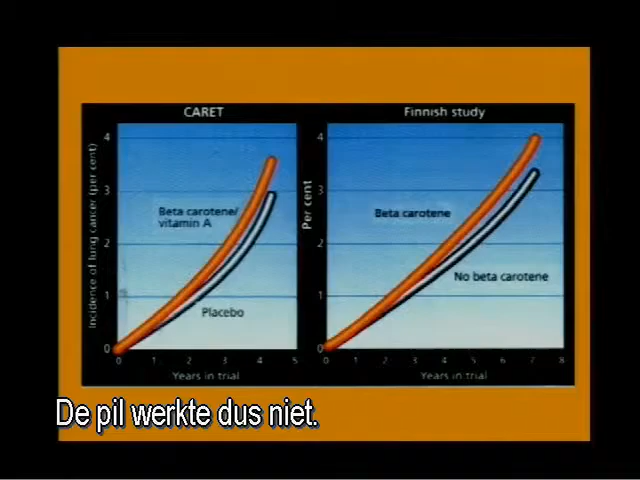 CARET
Finnish study
Incidence of lung cancer (per cent)
4
3
2
1
0
Beta carotene/
vitamin A
Placebo
0 1 2 3 4 5
Years in trial
Per cent
4
3
2
1
0
Beta carotene
No beta carotene
0 1 2 3 4 5 6 7 8
Years in trial
De pil werkte dus niet.